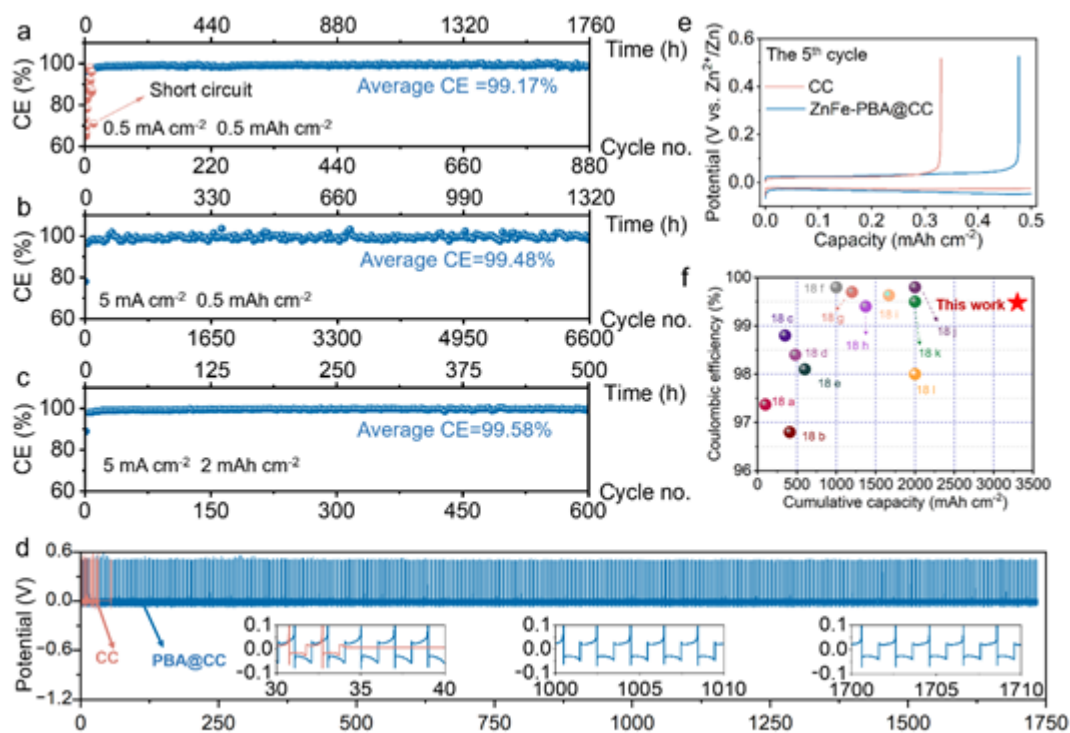 a
0 440 880 1320 1760
Time (h)
CE (%)
100
80
60
Average CE =99.17%
Short circuit
0.5 mA cm⁻² 0.5 mAh cm⁻²
Cycle no.
0 220 440 660 880
b
0 330 660 990 1320
Time (h)
CE (%)
100
80
60
Average CE=99.48%
5 mA cm⁻² 0.5 mAh cm⁻²
Cycle no.
0 1650 3300 4950 6600
c
0 125 250 375 500
Time (h)
CE (%)
100
80
60
Average CE=99.58%
5 mA cm⁻² 2 mAh cm⁻²
Cycle no.
0 150 300 450 600
e
Potential (V vs. Zn²⁺/Zn)
0.6
0.4
0.2
0.0
The 5th cycle
CC
ZnFe-PBA@CC
0.0 0.1 0.2 0.3 0.4 0.5
Capacity (mAh cm⁻²)
f
Coulombic efficiency (%)
100
99
98
97
96
18 f
18 g
18 c
18 d
18 e
18 a
18 b
18 h
18 i
18 j
18 k
18 l
This work
0 500 1000 1500 2000 2500 3000 3500
Cumulative capacity (mAh cm⁻²)
d
Potential (V)
0.6
0.0
−0.6
−1.2
CC
PBA@CC
0.1
0.0
-0.1
30 35 40
0.1
0.0
-0.1
1000 1005 1010
0.1
0.0
-0.1
1700 1705 1710
0 250 500 750 1000 1250 1500 1750